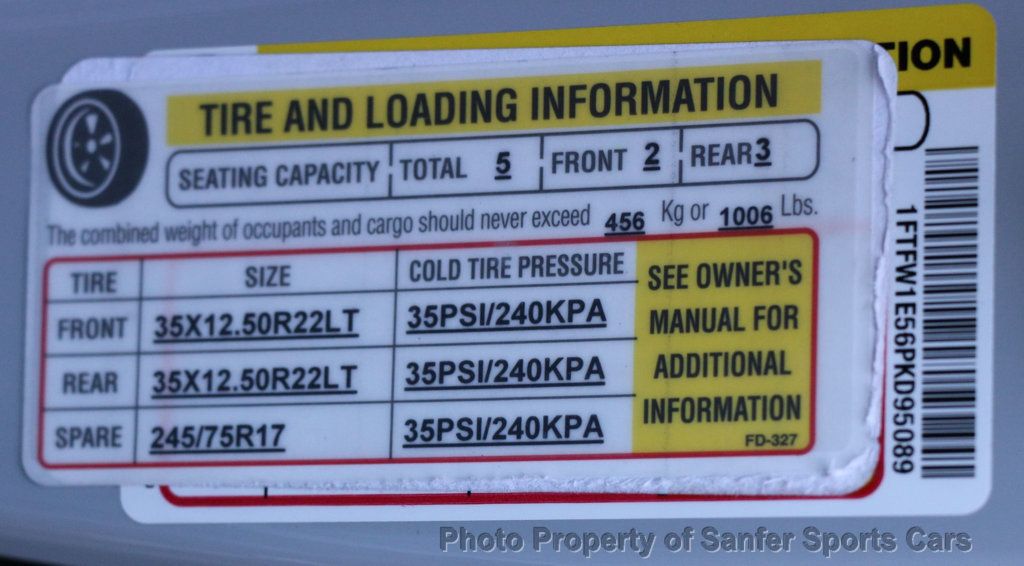 TION
TIRE AND LOADING INFORMATION
SEATING CAPACITY TOTAL 5 FRONT 2 REAR 3
The combined weight of occupants and cargo should never exceed 456 Kg or 1006 Lbs.
TIRE SIZE COLD TIRE PRESSURE
FRONT 35X12.50R22LT 35PSI/240KPA
REAR 35X12.50R22LT 35PSI/240KPA
SPARE 245/75R17 35PSI/240KPA
SEE OWNER'S
MANUAL FOR
ADDITIONAL
INFORMATION
FD-327
1FTFW1E56PKD95089
Photo Property of Sanfer Sports Cars